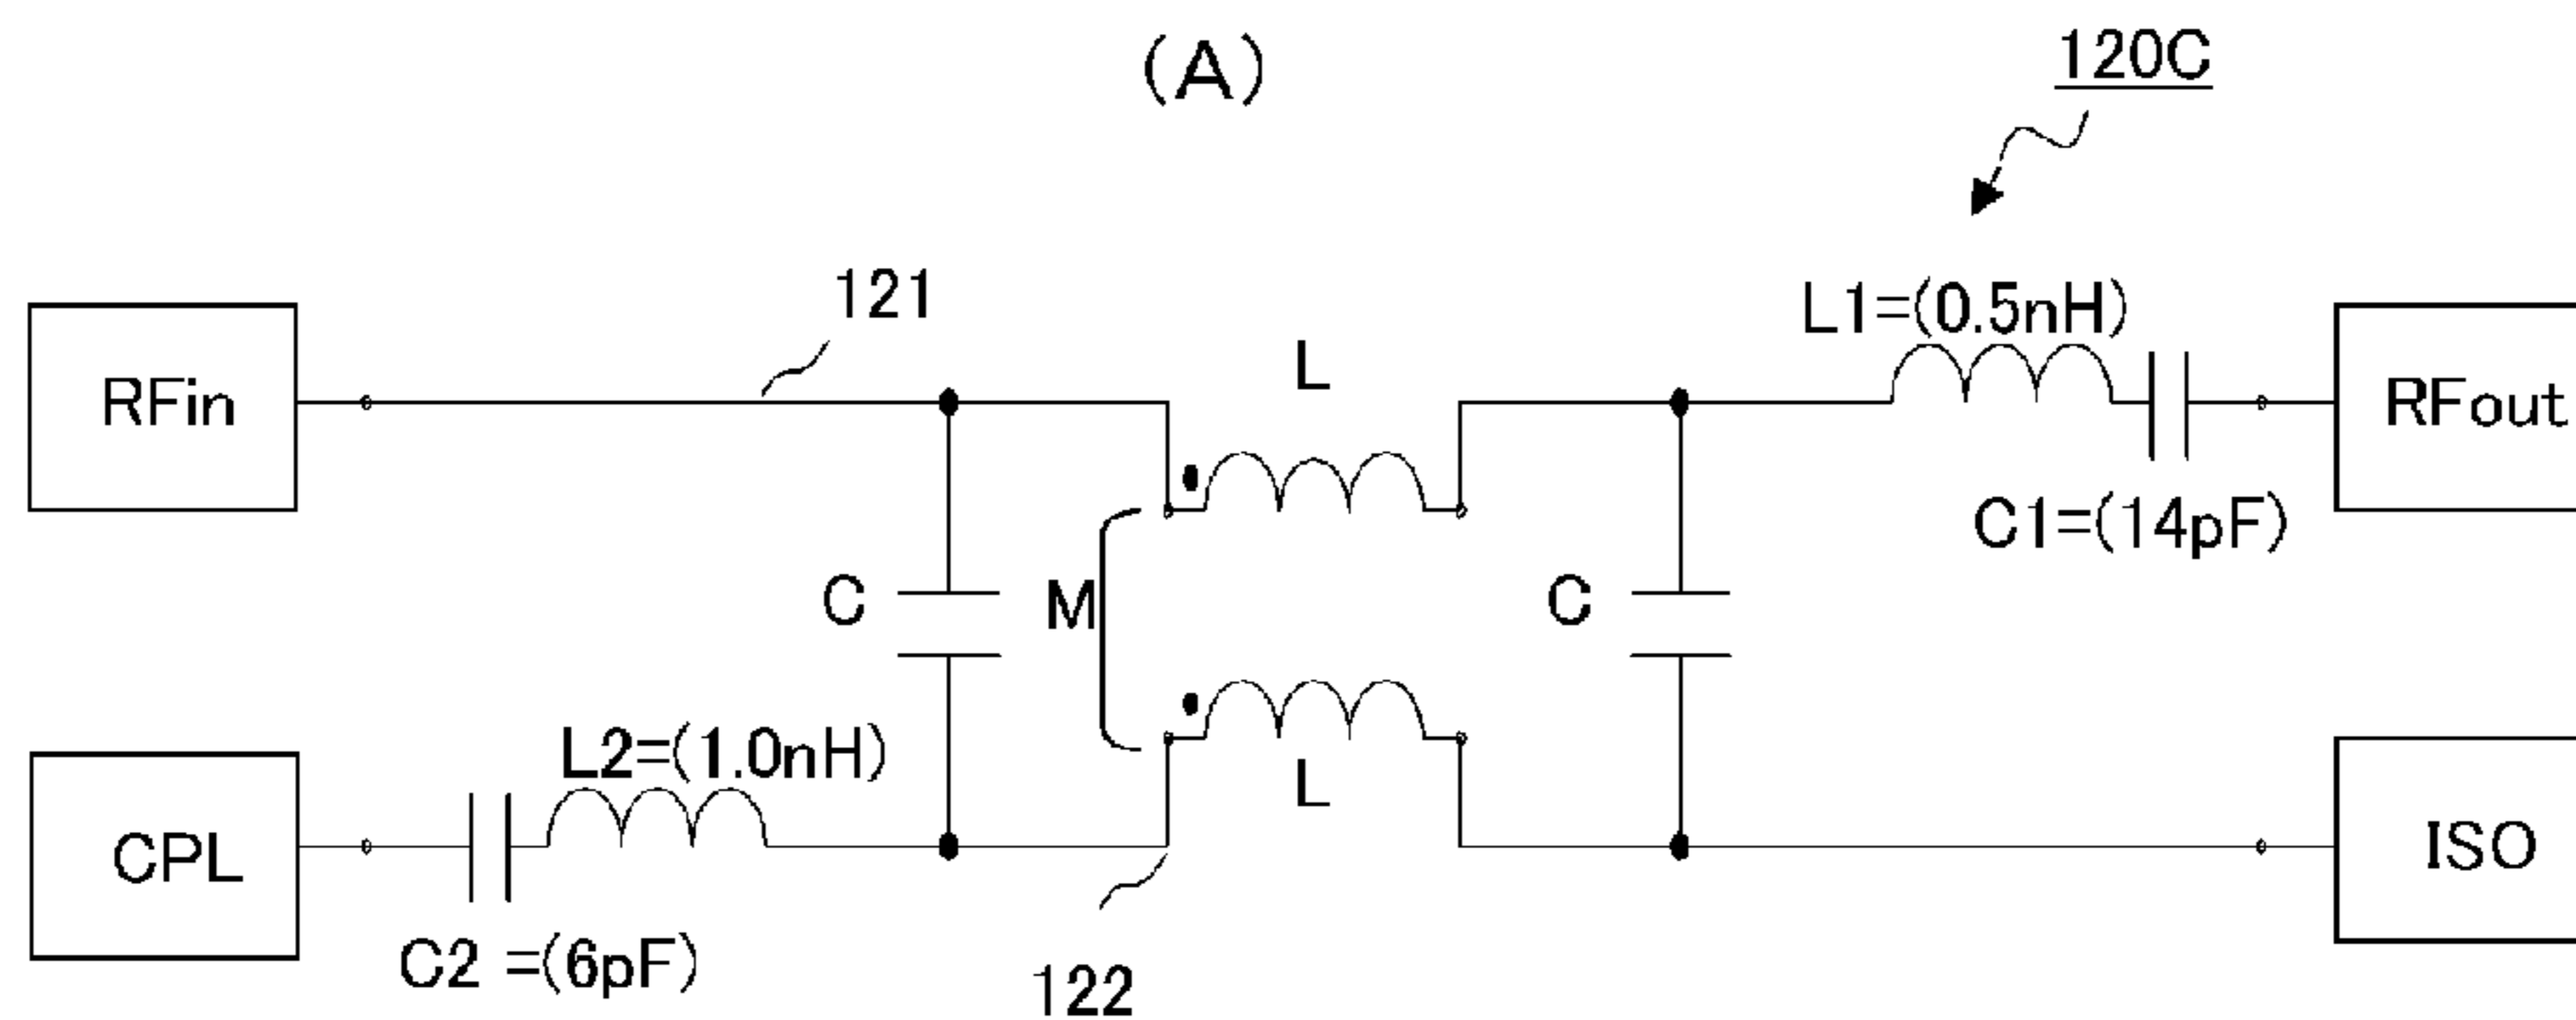 (A)
120C
121
L1=(0.5nH)
L
RFin
RFout
C1=(14pF)
C
M
C
L2=(1.0nH)
L
CPL
ISO
C2 =(6pF)
122